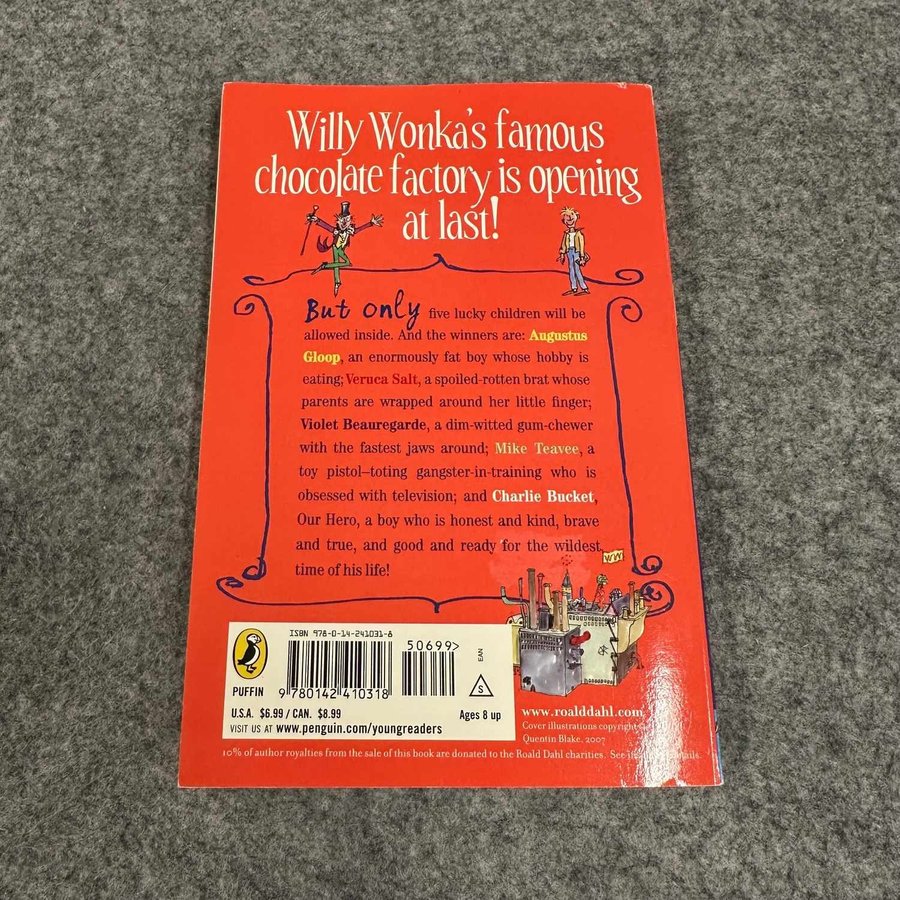 Willy Wonka's famous
chocolate factory is opening
at last!
But only five lucky children will be
allowed inside. And the winners are: Augustus
Gloop, an enormously fat boy whose hobby is
eating; Veruca Salt, a spoiled-rotten brat whose
parents are wrapped around her little finger;
Violet Beauregarde, a dim-witted gum-chewer
with the fastest jaws around; Mike Teavee, a
toy pistol–toting gangster-in-training who is
obsessed with television; and Charlie Bucket,
Our Hero, a boy who is honest and kind, brave
and true, and good and ready for the wildest
time of his life!
WW
ISBN 978-0-14-241031-8
50699>
EAN
S
PUFFIN
9 780142 410318
U.S.A. $6.99 / CAN. $8.99
Ages 8 up
VISIT US AT www.penguin.com/youngreaders
www.roalddahl.com
Cover illustrations copyright
Quentin Blake, 2007
10% of author royalties from the sale of this book are donated to the Roald Dahl charities. See